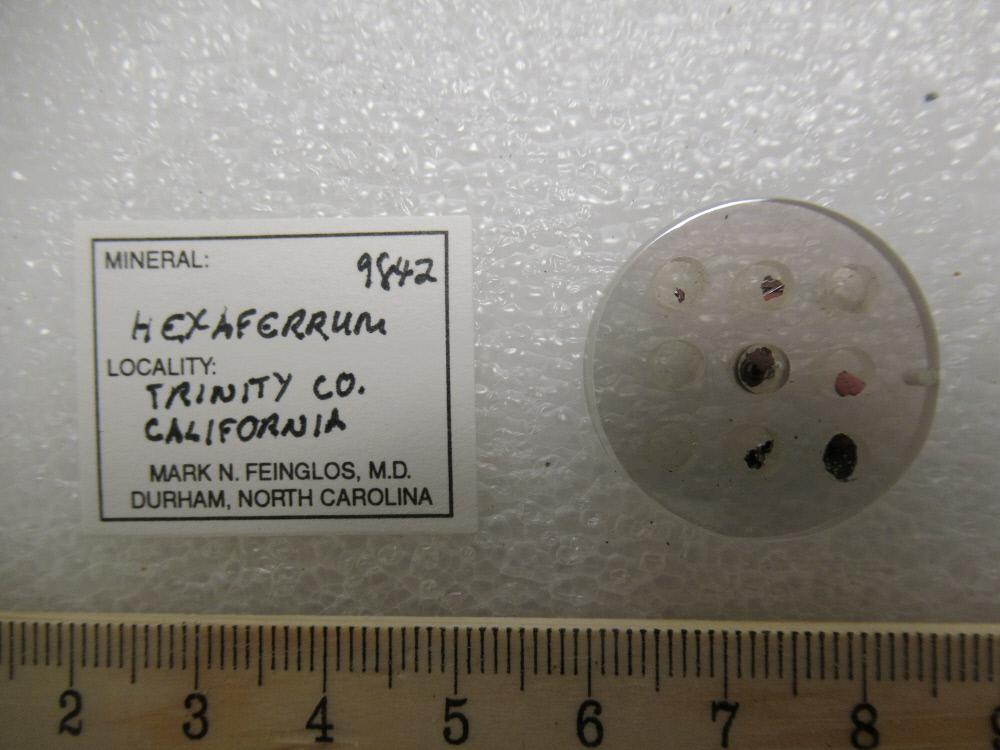 MINERAL: 9842
HEXAFERRUM
LOCALITY:
TRINITY CO.
CALIFORNIA
MARK N. FEINGLOS, M.D.
DURHAM, NORTH CAROLINA
2 3 4 5 6 7 8 9